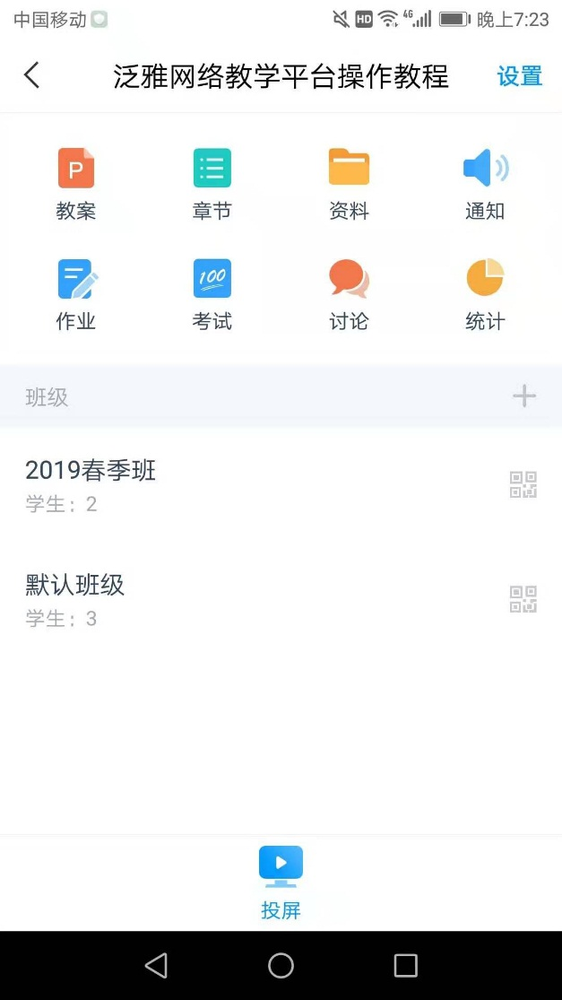 中国移动 HD 4G 晚上7:23
泛雅网络教学平台操作教程 设置
P 100
教案 章节 资料 通知
作业 考试 讨论 统计
班级
2019春季班
学生：2
默认班级
学生：3
投屏